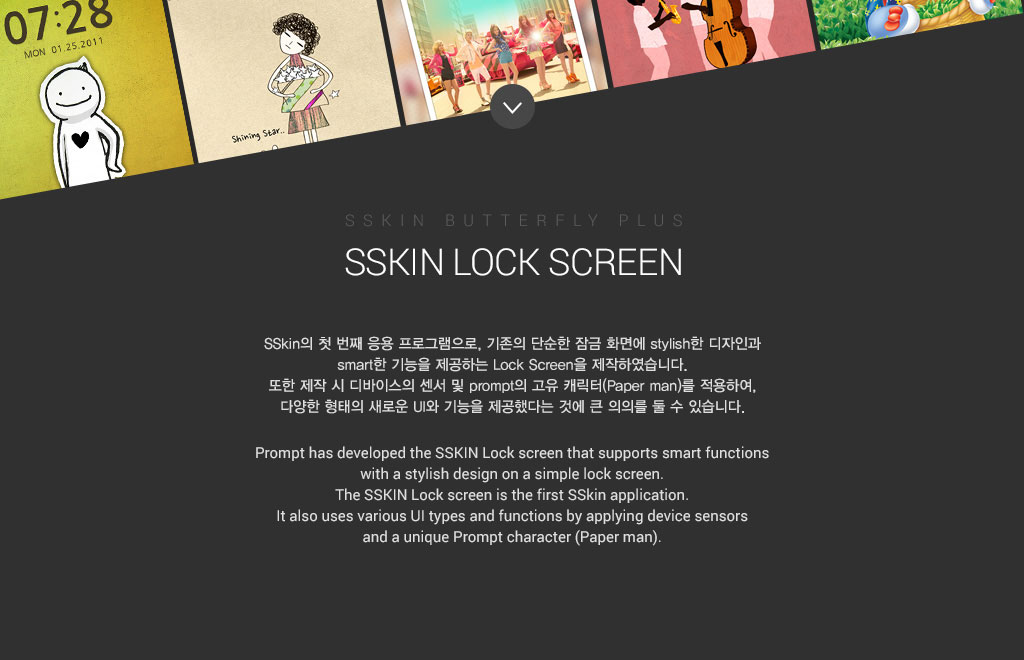 07:28
MON 01.25.2011
Shining Star..
SSKIN BUTTERFLY PLUS
SSKIN LOCK SCREEN
SSkin의 첫 번째 응용 프로그램으로, 기존의 단순한 잠금 화면에 stylish한 디자인과
smart한 기능을 제공하는 Lock Screen을 제작하였습니다.
또한 제작 시 디바이스의 센서 및 prompt의 고유 캐릭터(Paper man)를 적용하여,
다양한 형태의 새로운 UI와 기능을 제공했다는 것에 큰 의의를 둘 수 있습니다.
Prompt has developed the SSKIN Lock screen that supports smart functions
with a stylish design on a simple lock screen.
The SSKIN Lock screen is the first SSkin application.
It also uses various UI types and functions by applying device sensors
and a unique Prompt character (Paper man).